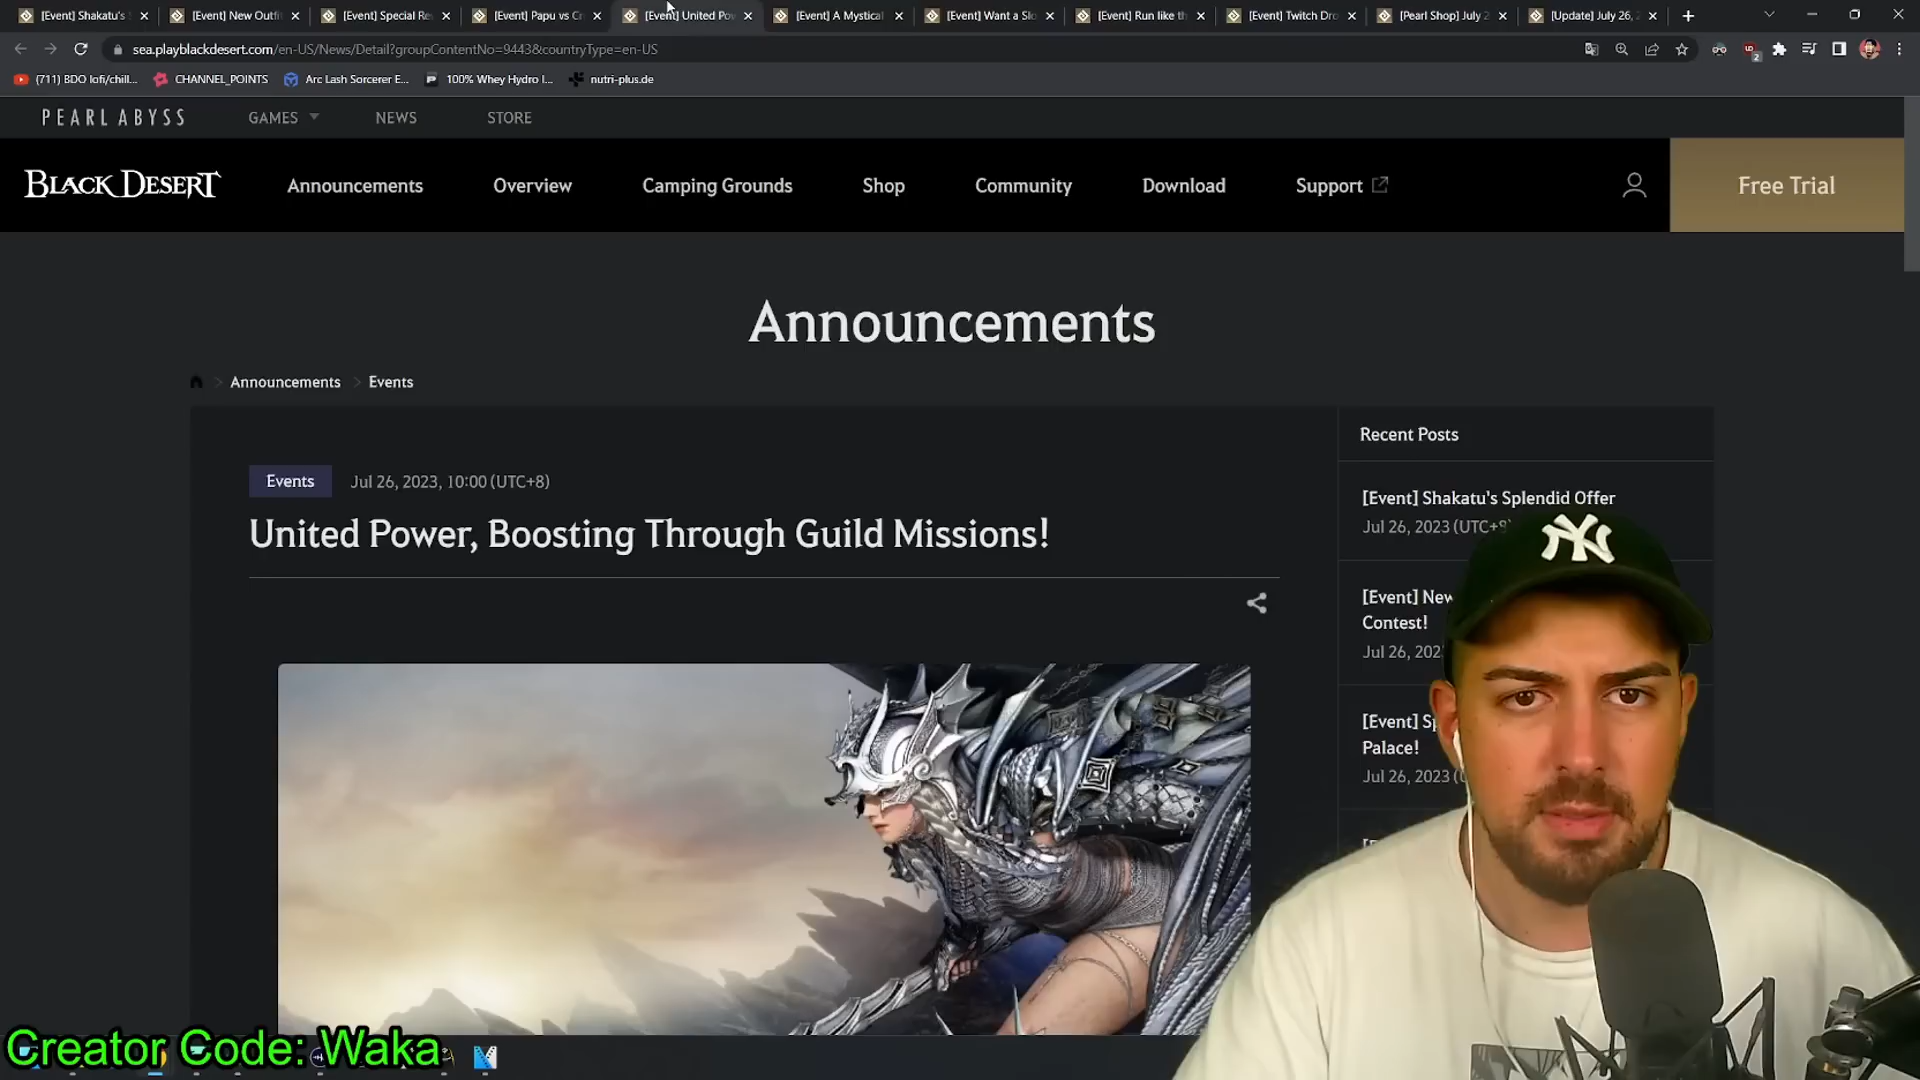 [Event] Shakatu's
[Event] New Outfi
[Event] Special Re
[Event] Papu vs Cr
[Event] United Pov
[Event] A Mystical
[Event] Want a Slo
[Event] Run like th
[Event] Twitch Dro
[Pearl Shop] July 2
[Update] July 26,
sea.playblackdesert.com/en-US/News/Detail?groupContentNo=9443&countryType=en-US
(711) BDO lofi/chill...
CHANNEL_POINTS
Arc Lash Sorcerer E...
100% Whey Hydro I...
nutri-plus.de
PEARL ABYSS
GAMES
NEWS
STORE
BLACK DESERT
Announcements
Overview
Camping Grounds
Shop
Community
Download
Support
Free Trial
Announcements
> Announcements > Events
Events
Jul 26, 2023, 10:00 (UTC+8)
United Power, Boosting Through Guild Missions!
Recent Posts
[Event] Shakatu's Splendid Offer
Jul 26, 2023 (UTC+8)
[Event] New
Contest!
Jul 26, 202
[Event] Sp
Palace!
Jul 26, 2023 (U
NY
Creator Code: Waka